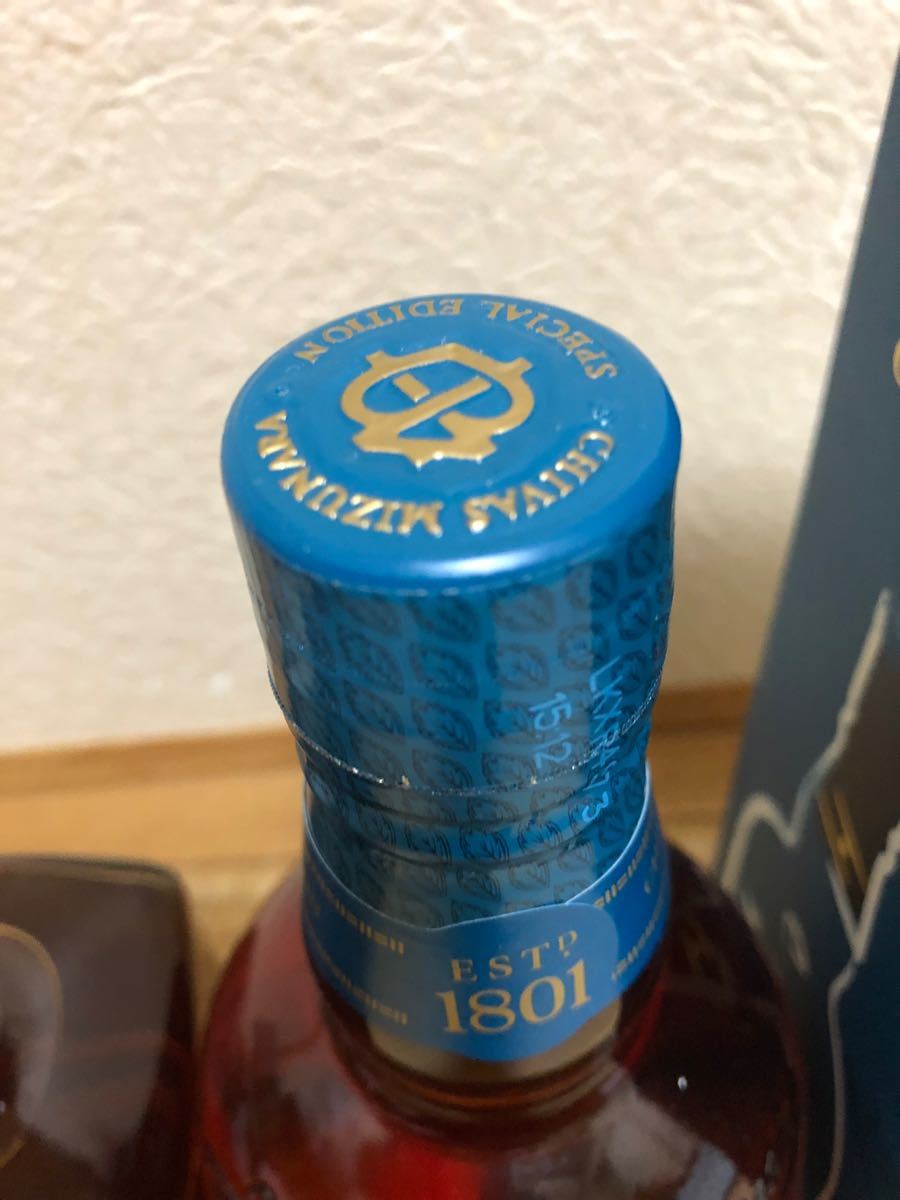 SPECIAL EDITION
CHIVAS MIZUNARA
15:12
ESTD
1801